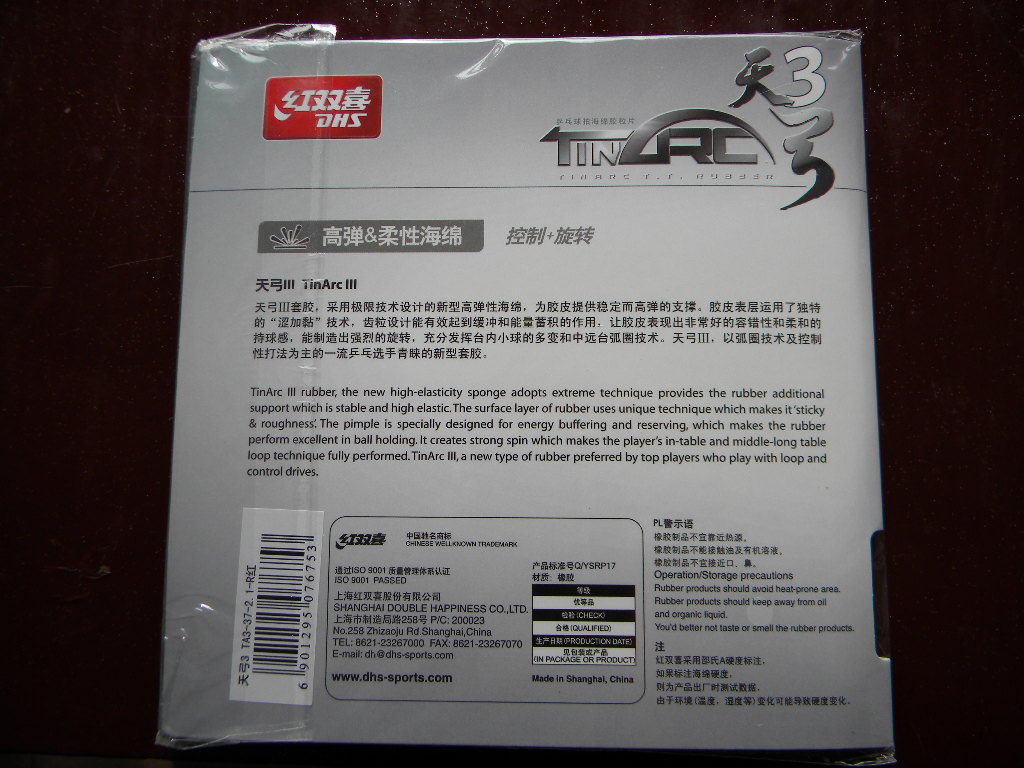 红双喜
DHS
天3弓
乒乓球拍海绵胶粒片
TINARC
TINARC T.T. RUBBER
高弹&柔性海绵 控制+旋转
天弓III TinArc III
天弓III套胶，采用极限技术设计的新型高弹性海绵，为胶皮提供稳定而高弹的支撑。胶皮表层运用了独特
的“涩加黏”技术，齿粒设计能有效起到缓冲和能量蓄积的作用，让胶皮表现出非常好的容错性和柔和的
持球感，能制造出强烈的旋转，充分发挥台内小球的多变和中远台弧圈技术。天弓III，以弧圈技术及控制
性打法为主的一流乒乓选手青睐的新型套胶。
TinArc III rubber, the new high-elasticity sponge adopts extreme technique provides the rubber additional
support which is stable and high elastic. The surface layer of rubber uses unique technique which makes it 'sticky
& roughness'. The pimple is specially designed for energy buffering and reserving, which makes the rubber
perform excellent in ball holding. It creates strong spin which makes the player's in-table and middle-long table
loop technique fully performed. TinArc III, a new type of rubber preferred by top players who play with loop and
control drives.
天弓3 TA3-37-2.1-R红
6 901295 076753
红双喜 中国驰名商标
CHINESE WELLKNOWN TRADEMARK
通过ISO 9001 质量管理体系认证
ISO 9001 PASSED
上海红双喜股份有限公司
SHANGHAI DOUBLE HAPPINESS CO.,LTD.
上海市制造局路258号 P/C: 200023
No.258 Zhizaoju Rd.Shanghai,China
TEL: 8621-23267000 FAX: 8621-23267070
E-mail: dh@dhs-sports.com
www.dhs-sports.com
产品标准号Q/YSRP17
材质：橡胶
等级
优等品
检验(CHECK)
合格(QUALIFIED)
生产日期(PRODUCTION DATE)
见包装或产品
(IN PACKAGE OR PRODUCT)
Made in Shanghai, China
PL警示语
橡胶制品不宜靠近热源。
橡胶制品不能接触油及有机溶液。
橡胶制品不宜接近口、鼻。
Operation/Storage precautions
Rubber products should avoid heat-prone area.
Rubber products should keep away from oil
and organic liquid.
You'd better not taste or smell the rubber products.
注
红双喜采用邵氏A硬度标注，
如果标注海绵硬度，
则为产品出厂时测试数据，
由于环境（温度，湿度等）变化可能导致硬度变化。